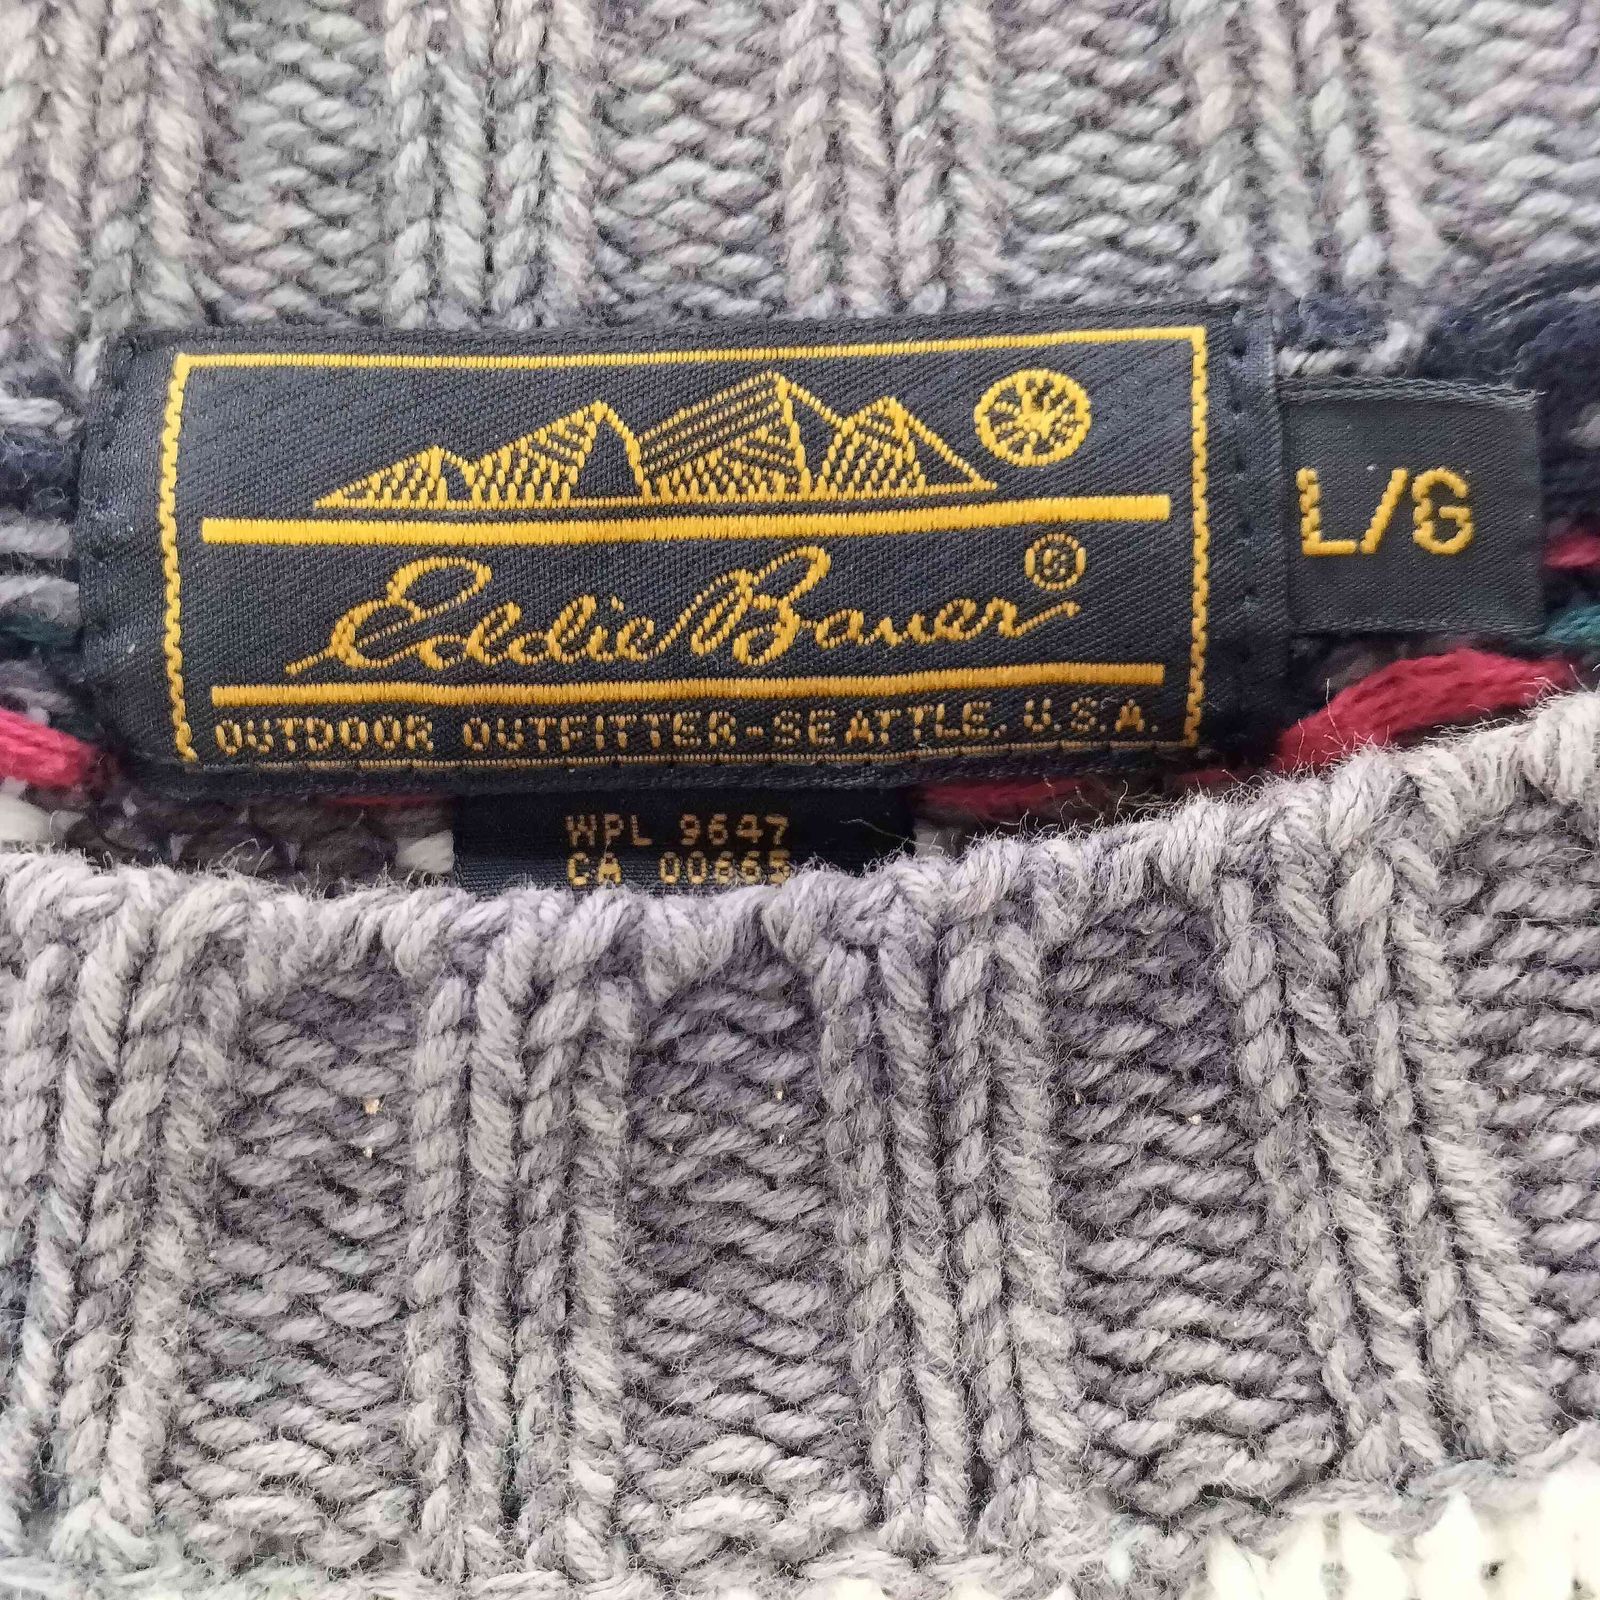 Eddie Bauer®
OUTDOOR OUTFITTER-SEATTLE, U.S.A.
L/G
WPL 9647
CA 00665